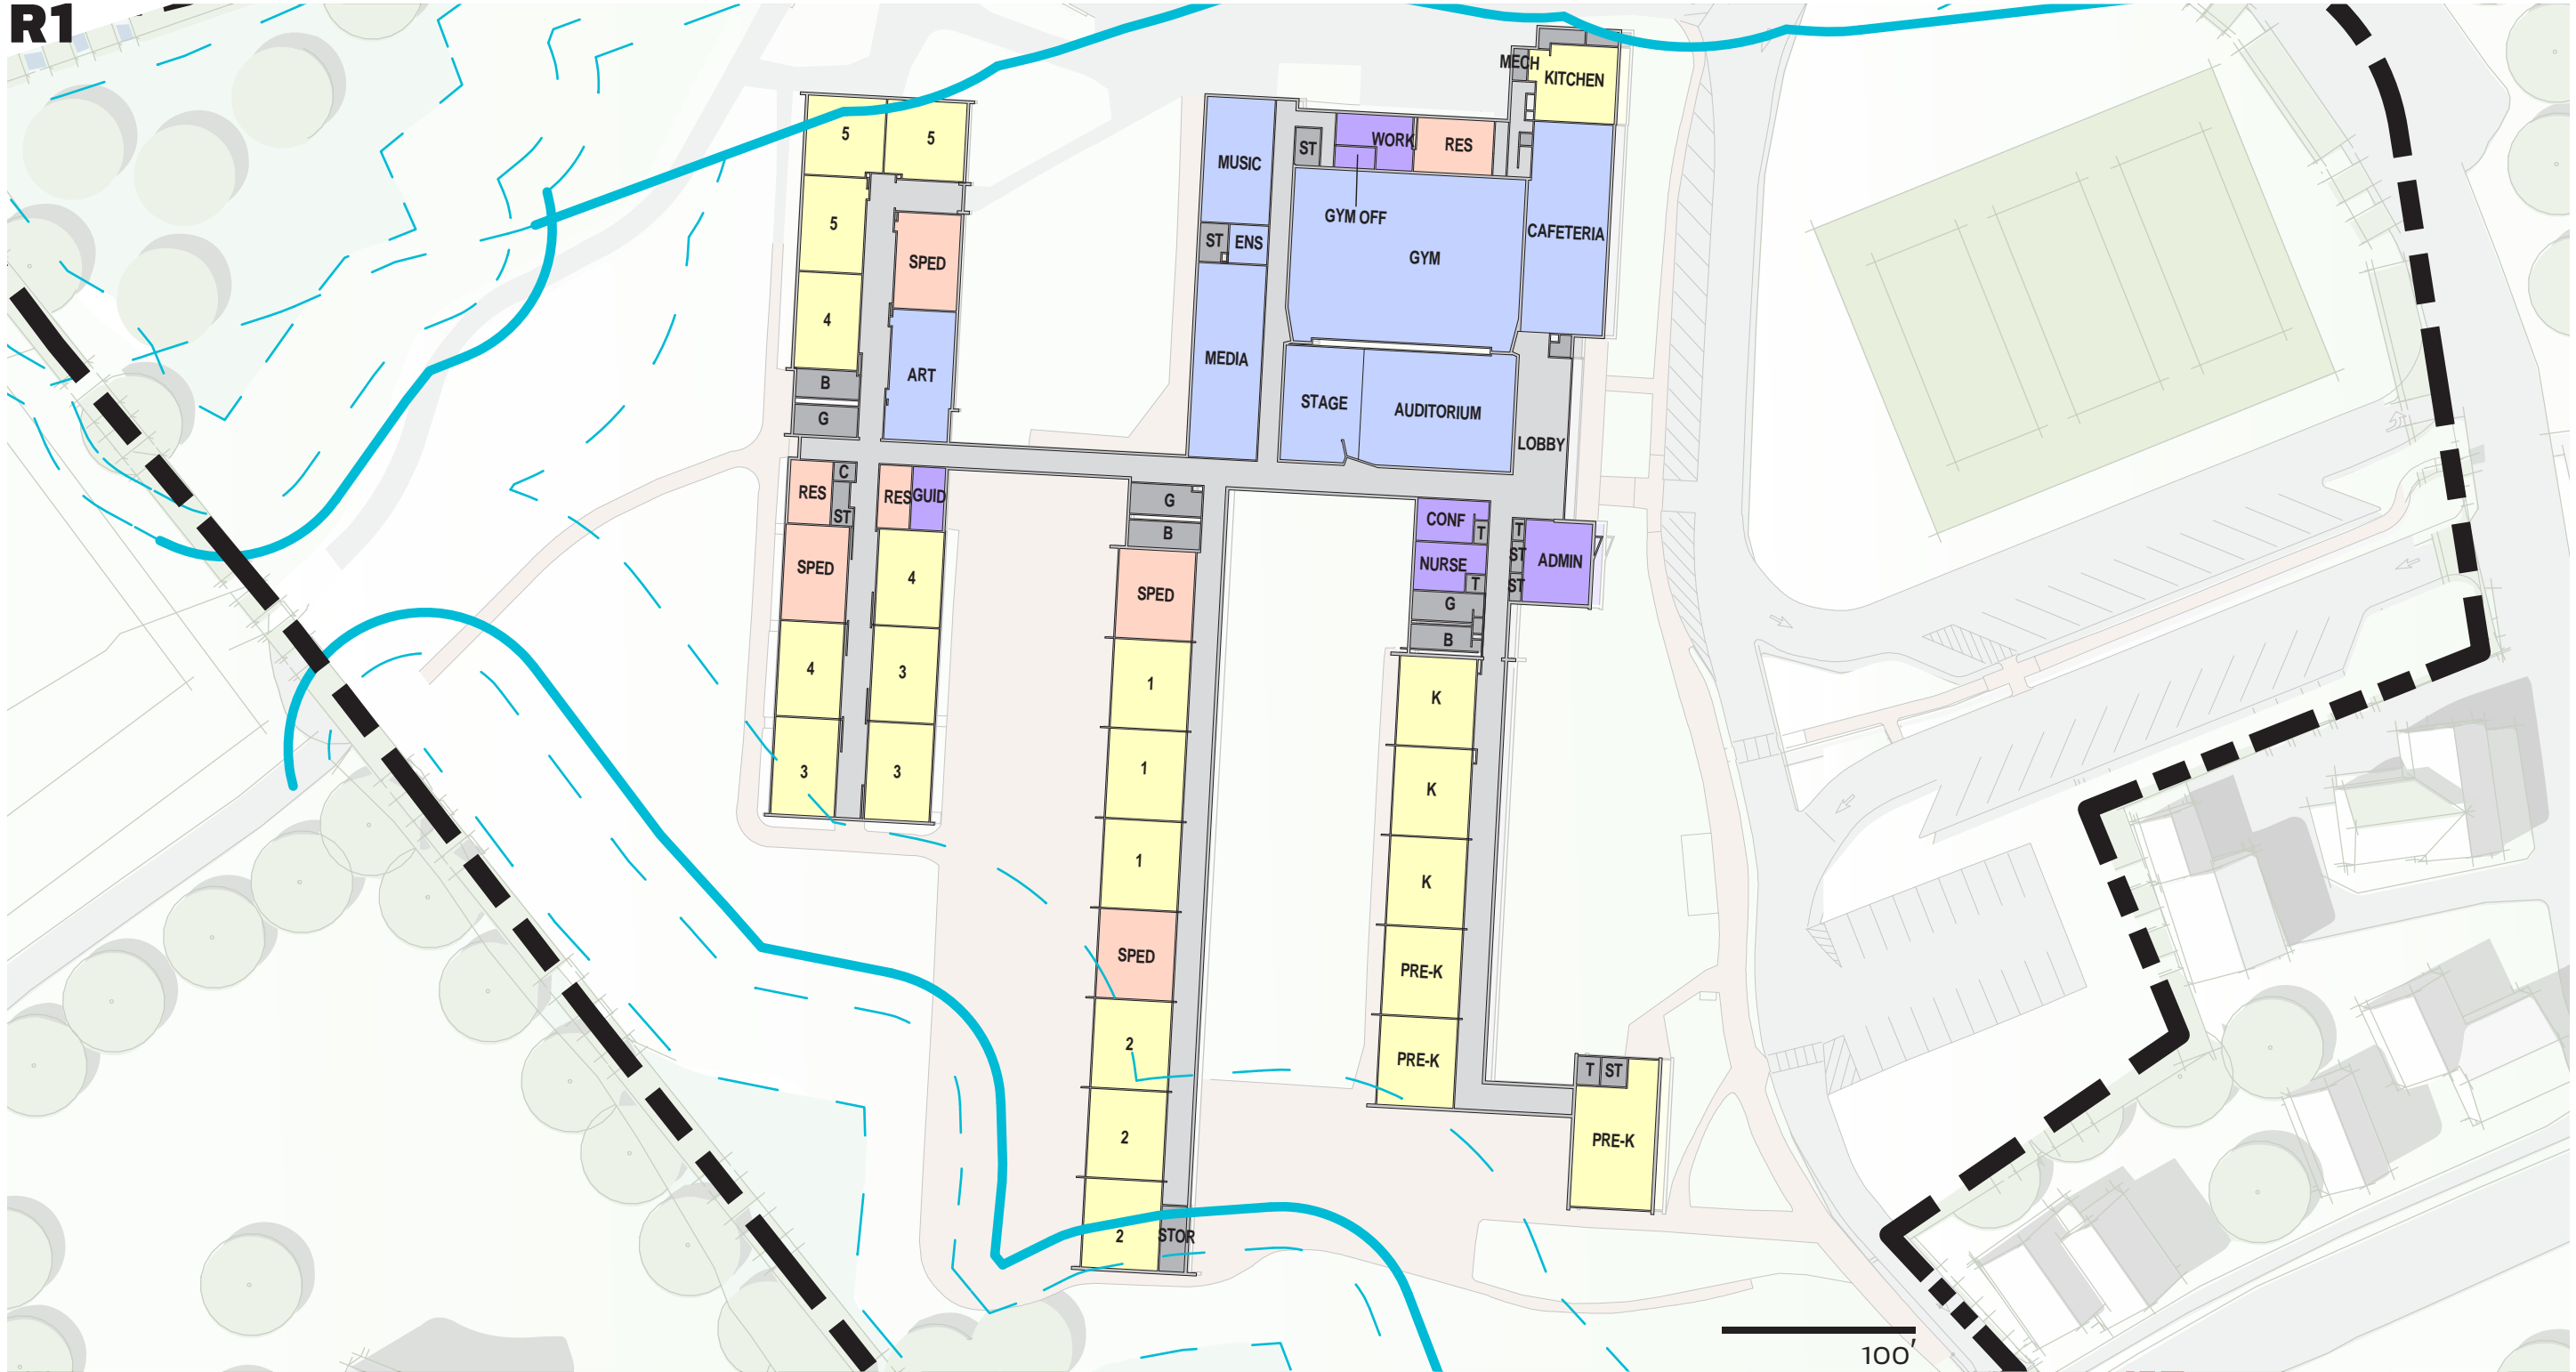 R1
MECH
KITCHEN
5
5
MUSIC
ST
WORK
RES
GYM OFF
5
SPED
ST
ENS
GYM
CAFETERIA
4
ART
MEDIA
B
G
STAGE
AUDITORIUM
LOBBY
RES
C
ST
RES
GUID
G
B
CONF
T
T
NURSE
T
ST
ST
ADMIN
SPED
4
SPED
G
B
4
3
1
K
3
3
1
K
1
K
SPED
PRE-K
2
PRE-K
T
ST
2
PRE-K
2
STOR
100'